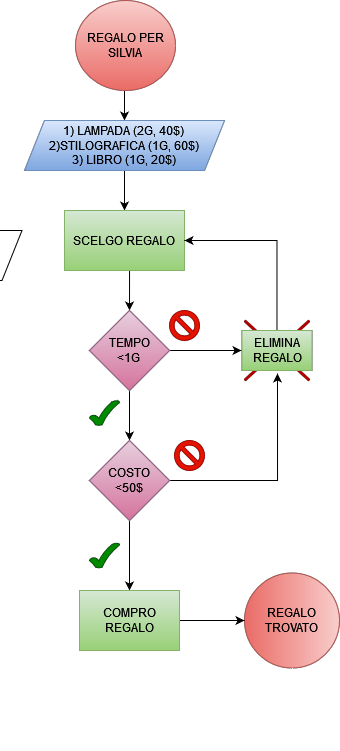 REGALO PER
SILVIA
1) LAMPADA (2G, 40$)
2)STILOGRAFICA (1G, 60$)
3) LIBRO (1G, 20$)
SCELGO REGALO
TEMPO
<1G
ELIMINA
REGALO
COSTO
<50$
COMPRO
REGALO
REGALO
TROVATO